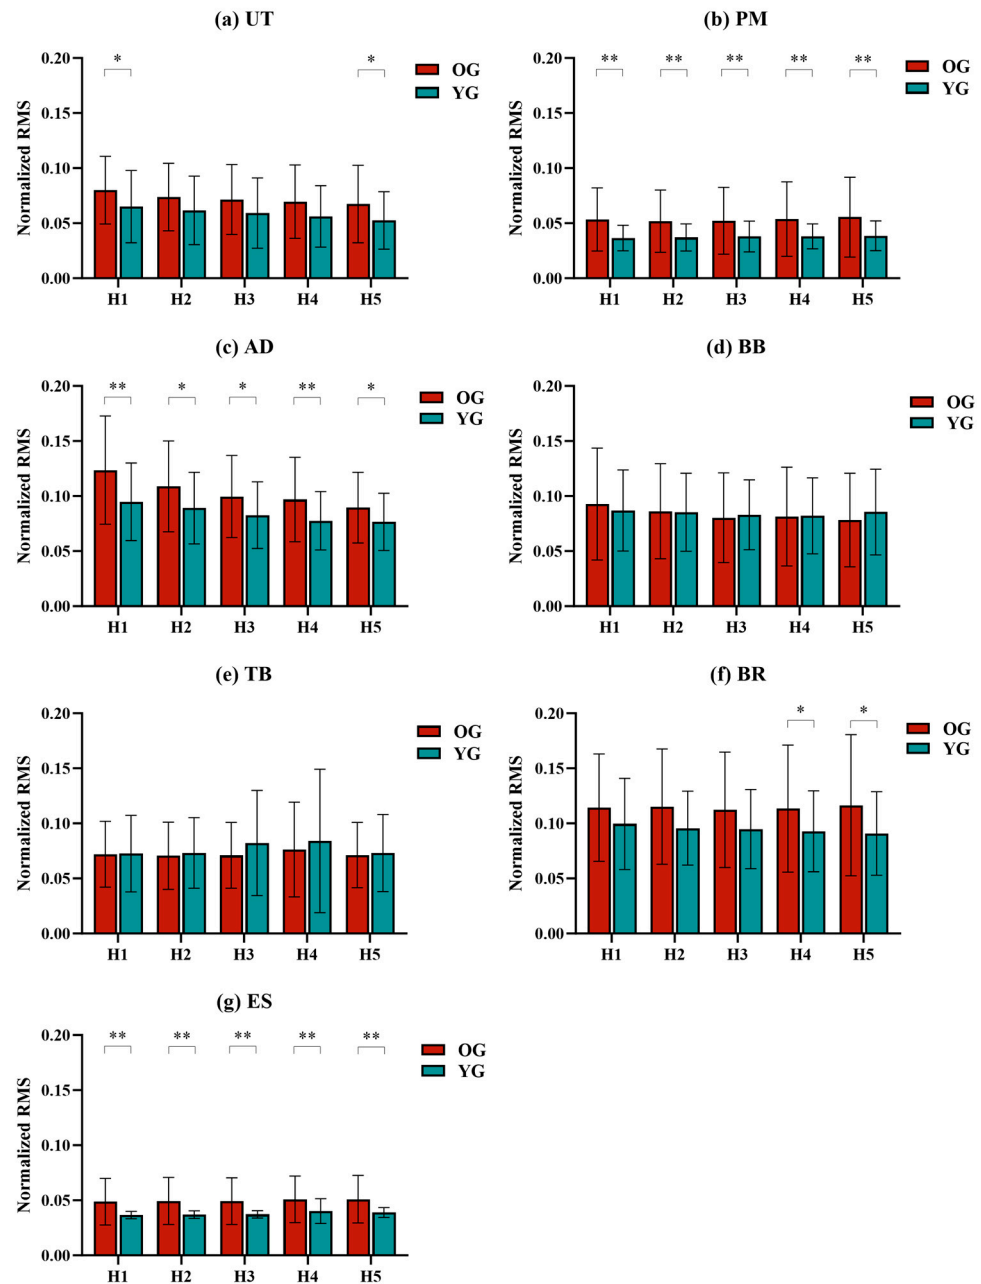 (a) UT
Normalized RMS
0.20
0.15
0.10
0.05
0.00
*
*
OG
YG
H1 H2 H3 H4 H5
(b) PM
Normalized RMS
0.20
0.15
0.10
0.05
0.00
** ** ** ** **
OG
YG
H1 H2 H3 H4 H5
(c) AD
Normalized RMS
0.20
0.15
0.10
0.05
0.00
** * * ** *
OG
YG
H1 H2 H3 H4 H5
(d) BB
Normalized RMS
0.20
0.15
0.10
0.05
0.00
OG
YG
H1 H2 H3 H4 H5
(e) TB
Normalized RMS
0.20
0.15
0.10
0.05
0.00
OG
YG
H1 H2 H3 H4 H5
(f) BR
Normalized RMS
0.20
0.15
0.10
0.05
0.00
* *
OG
YG
H1 H2 H3 H4 H5
(g) ES
Normalized RMS
0.20
0.15
0.10
0.05
0.00
** ** ** ** **
OG
YG
H1 H2 H3 H4 H5